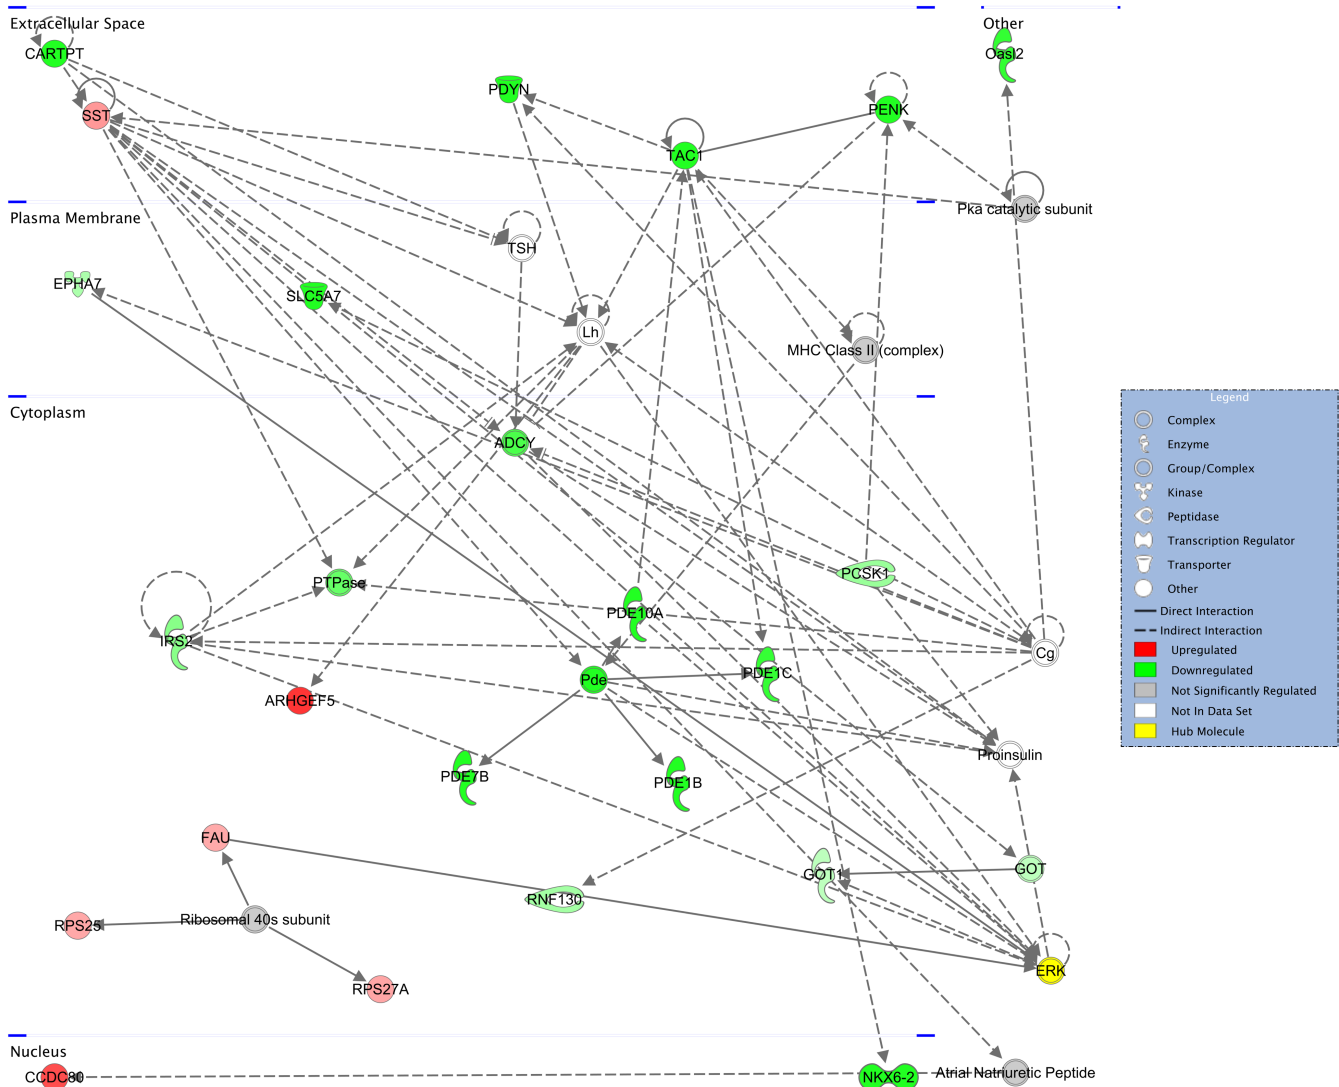 Extracellular Space
Other
CARTPT
Oasl2
PDYN
PENK
SST
TAC1
Pka catalytic subunit
Plasma Membrane
TSH
EPHA7
SLC5A7
Lh
MHC Class II (complex)
Cytoplasm
ADCY
PTPase
PCSK1
PDE10A
IRS2
Cg
Pde
PDE1C
ARHGEF5
Proinsulin
PDE7B
PDE1B
FAU
GOT1
GOT
RNF130
Ribosomal 40s subunit
RPS25
ERK
RPS27A
Nucleus
CCDC80
NKX6-2
Atrial Natriuretic Peptide
Legend
Complex
Enzyme
Group/Complex
Kinase
Peptidase
Transcription Regulator
Transporter
Other
Direct Interaction
Indirect Interaction
Upregulated
Downregulated
Not Significantly Regulated
Not In Data Set
Hub Molecule